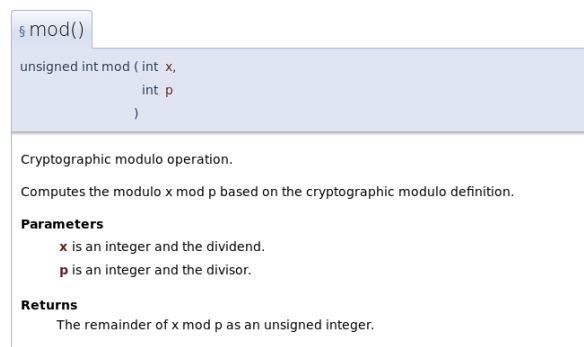 § mod()
unsigned int mod ( int x,
int p
)
Cryptographic modulo operation.
Computes the modulo x mod p based on the cryptographic modulo definition.
Parameters
x is an integer and the dividend.
p is an integer and the divisor.
Returns
The remainder of x mod p as an unsigned integer.